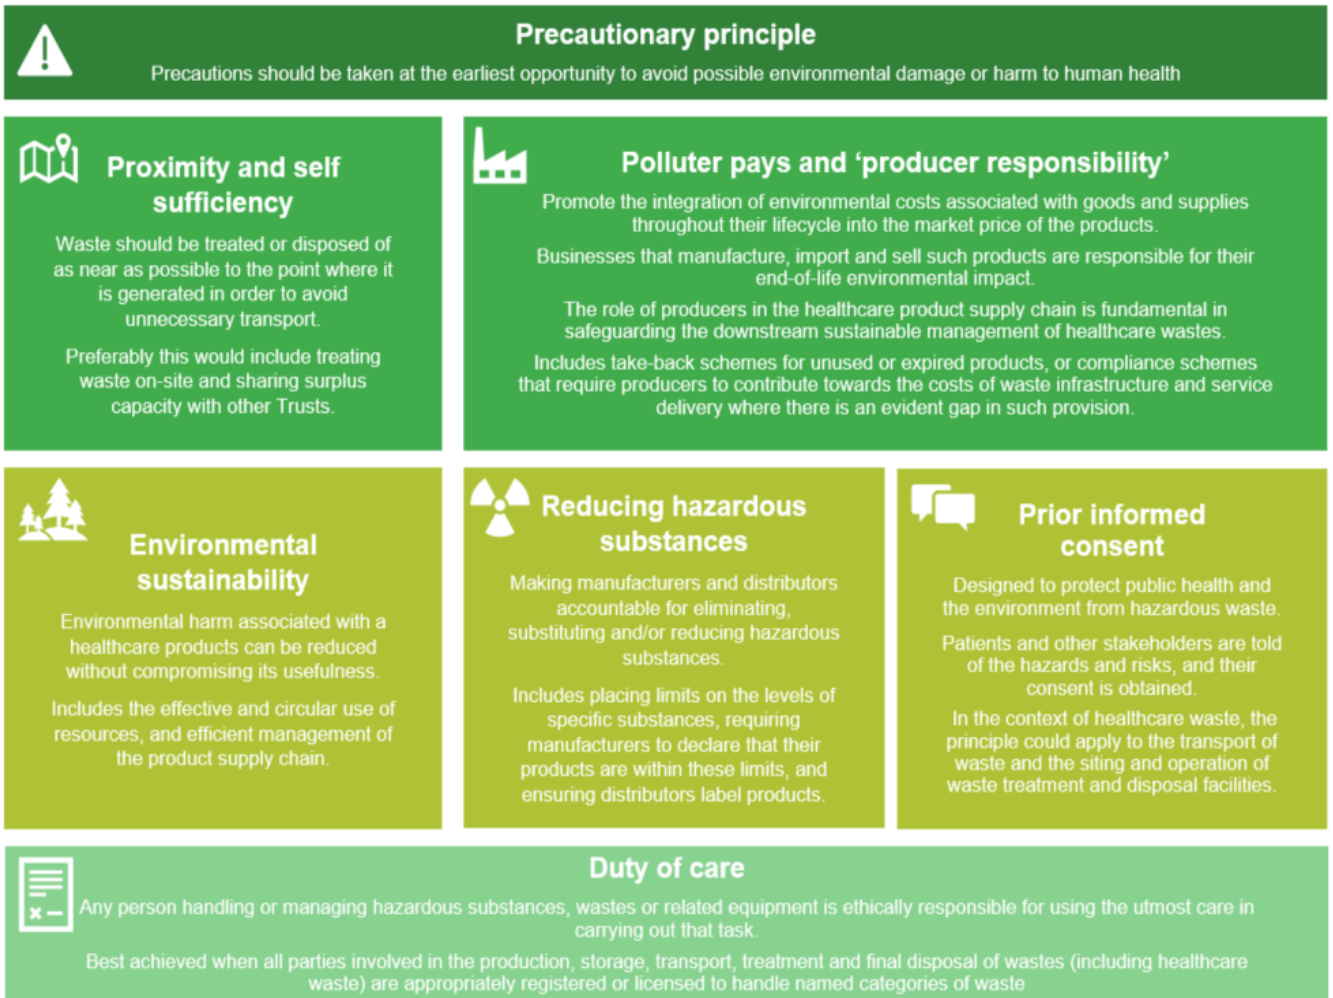 Precautionary principle
Precautions should be taken at the earliest opportunity to avoid possible environmental damage or harm to human health
Proximity and self
sufficiency
Waste should be treated or disposed of
as near as possible to the point where it
is generated in order to avoid
unnecessary transport.
Preferably this would include treating
waste on-site and sharing surplus
capacity with other Trusts.
Polluter pays and ‘producer responsibility’
Promote the integration of environmental costs associated with goods and supplies
throughout their lifecycle into the market price of the products.
Businesses that manufacture, import and sell such products are responsible for their
end-of-life environmental impact.
The role of producers in the healthcare product supply chain is fundamental in
safeguarding the downstream sustainable management of healthcare wastes.
Includes take-back schemes for unused or expired products, or compliance schemes
that require producers to contribute towards the costs of waste infrastructure and service
delivery where there is an evident gap in such provision.
Environmental
sustainability
Environmental harm associated with a
healthcare products can be reduced
without compromising its usefulness.
Includes the effective and circular use of
resources, and efficient management of
the product supply chain.
Reducing hazardous
substances
Making manufacturers and distributors
accountable for eliminating,
substituting and/or reducing hazardous
substances.
Includes placing limits on the levels of
specific substances, requiring
manufacturers to declare that their
products are within these limits, and
ensuring distributors label products.
Prior informed
consent
Designed to protect public health and
the environment from hazardous waste.
Patients and other stakeholders are told
of the hazards and risks, and their
consent is obtained.
In the context of healthcare waste, the
principle could apply to the transport of
waste and the siting and operation of
waste treatment and disposal facilities.
Duty of care
Any person handling or managing hazardous substances, wastes or related equipment is ethically responsible for using the utmost care in
carrying out that task.
Best achieved when all parties involved in the production, storage, transport, treatment and final disposal of wastes (including healthcare
waste) are appropriately registered or licensed to handle named categories of waste